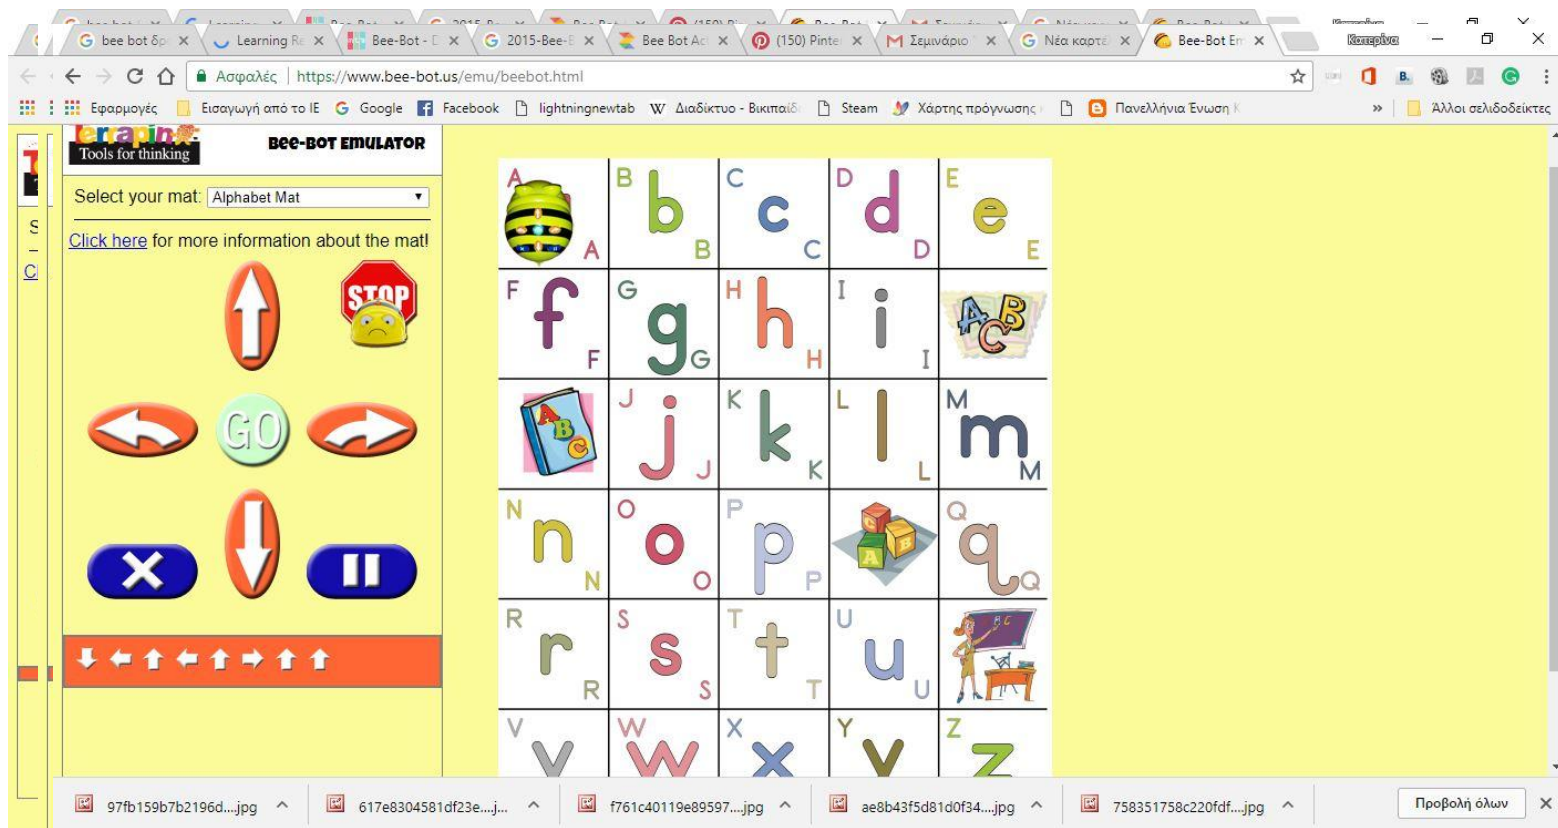 bee bot δρ
Learning Re
Bee-Bot - D
2015-Bee-B
Bee Bot Act
(150) Pinte
Σεμινάριο
Νέα καρτέ
Bee-Bot Em
Κατερίνα
Ασφαλές | https://www.bee-bot.us/emu/beebot.html
Εφαρμογές Εισαγωγή από το IE Google Facebook lightningnewtab Διαδίκτυο - Βικιπαίδ Steam Χάρτης πρόγνωσης Πανελλήνια Ένωση Κ » Άλλοι σελιδοδείκτες
Terrapin
Tools for thinking
Bee-Bot Emulator
Select your mat: Alphabet Mat
Click here for more information about the mat!
STOP
GO
A A
B b B
C c C
D d D
E e E
F f F
G g G
H h H
I i I
A B C
A B C
J j J
K k K
L l L
M m M
N n N
O o O
P p P
C B A
Q q Q
R r R
S s S
T t T
U u U
V v
W w
X x
Y y
Z z
97fb159b7b2196d....jpg
617e8304581df23e....j...
f761c40119e89597....jpg
ae8b43f5d81d0f34....jpg
758351758c220fdf....jpg
Προβολή όλων